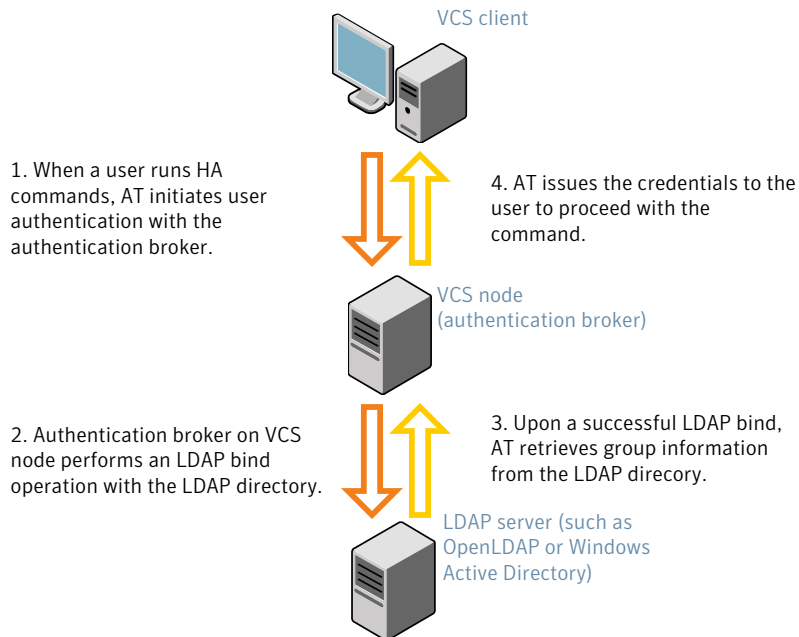 VCS client
1. When a user runs HA
commands, AT initiates user
authentication with the
authentication broker.
4. AT issues the credentials to the
user to proceed with the
command.
VCS node
(authentication broker)
2. Authentication broker on VCS
node performs an LDAP bind
operation with the LDAP directory.
3. Upon a successful LDAP bind,
AT retrieves group information
from the LDAP direcory.
LDAP server (such as
OpenLDAP or Windows
Active Directory)